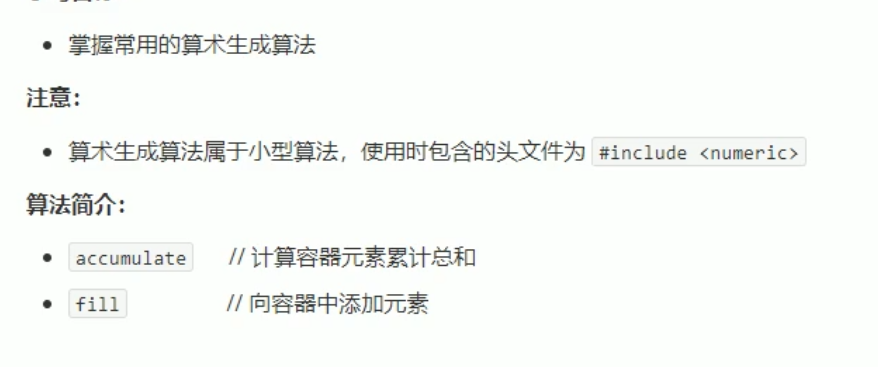 掌握常用的算术生成算法
注意：
算术生成算法属于小型算法，使用时包含的头文件为 #include <numeric>
算法简介：
accumulate // 计算容器元素累计总和
fill // 向容器中添加元素